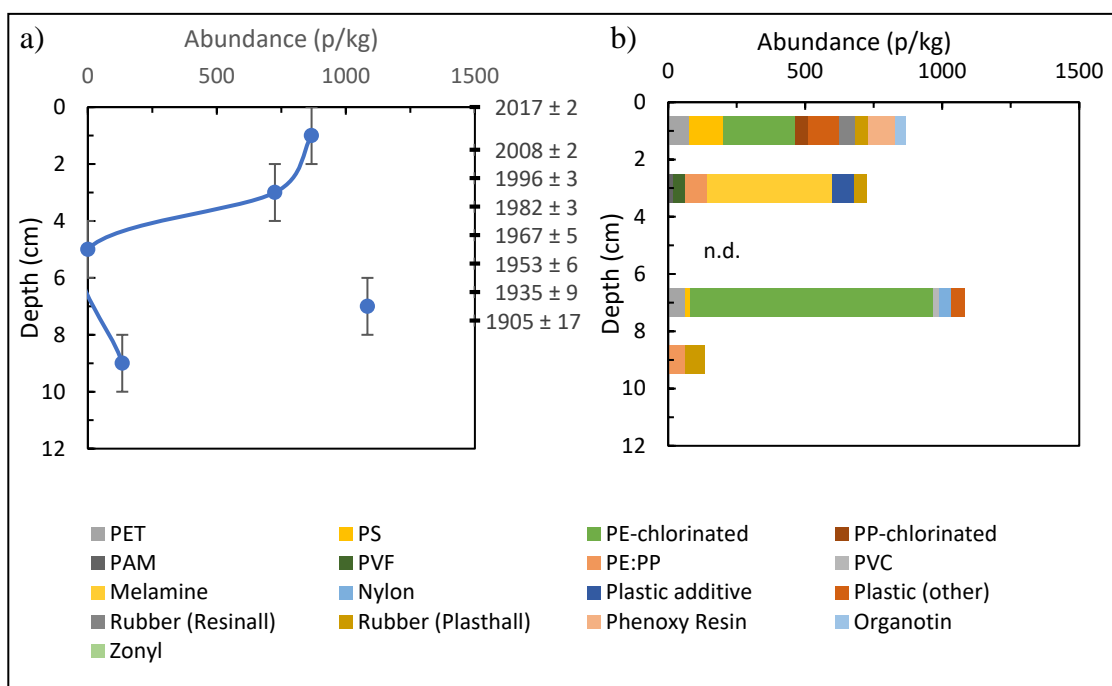 a)
Abundance (p/kg)
0 500 1000 1500
Depth (cm)
0
2
4
6
8
10
12
2017 ± 2
2008 ± 2
1996 ± 3
1982 ± 3
1967 ± 5
1953 ± 6
1935 ± 9
1905 ± 17
b)
Abundance (p/kg)
0 500 1000 1500
Depth (cm)
0
2
4
6
8
10
12
n.d.
PET PS PE-chlorinated PP-chlorinated
PAM PVF PE:PP PVC
Melamine Nylon Plastic additive Plastic (other)
Rubber (Resinall) Rubber (Plasthall) Phenoxy Resin Organotin
Zonyl